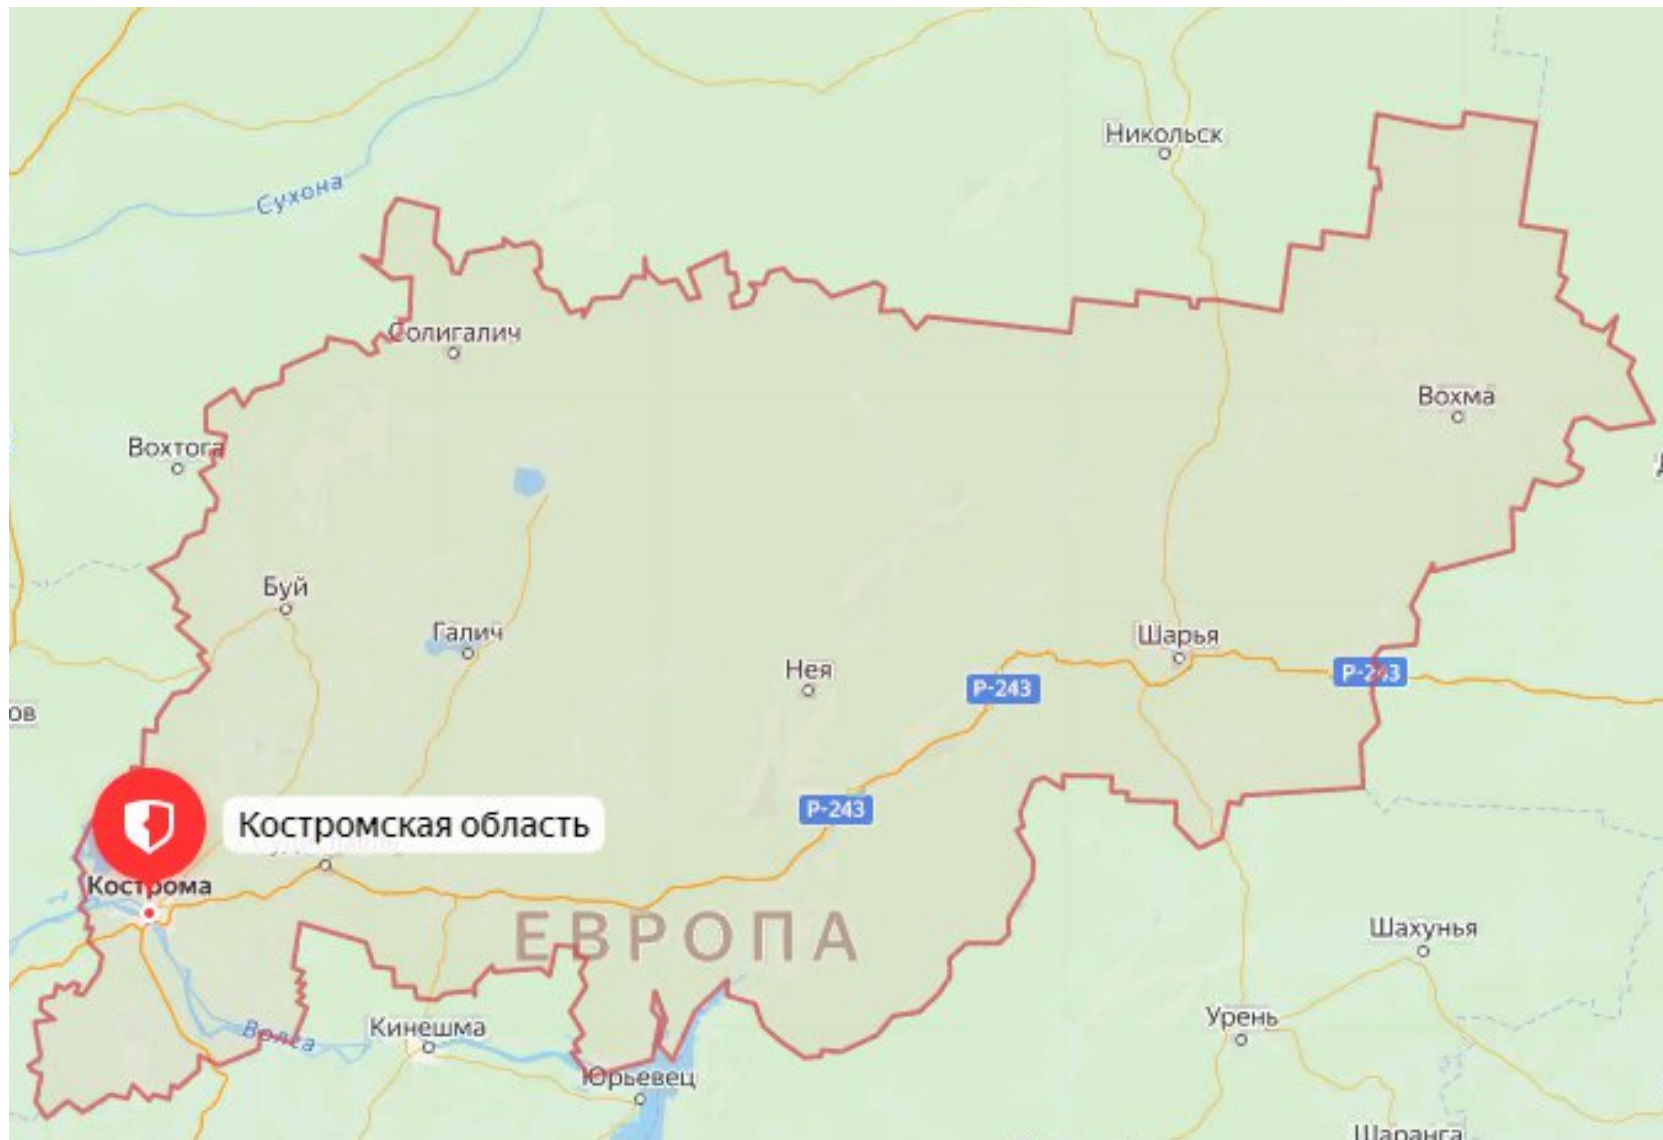 Никольск
Сухона
Солигалич
Вохма
Вохтога
Буй
Галич
Шарья
Нея
Р-243
Р-243
ов
Р-243
Костромская область
Кострома
ЕВРОПА
Шахунья
Волга
Кинешма
Урень
Юрьевец
Шаранга